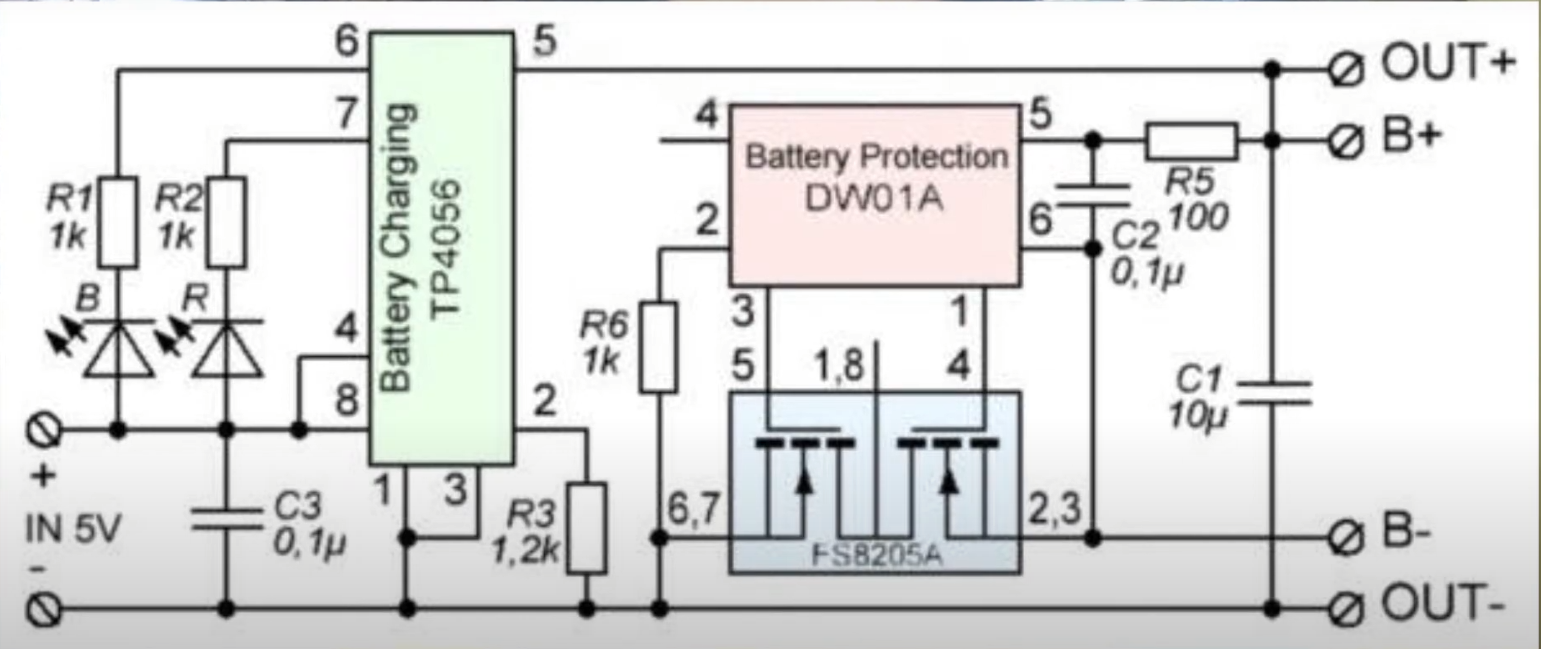 6
5
OUT+
7
4
5
B+
Battery Charging
TP4056
Battery Protection
DW01A
R1
1k
R2
1k
R5
100
2
6
C2
0,1µ
B
R
4
R6
1k
3
1
5
1,8
4
C1
10µ
8
2
+
IN 5V
-
1
3
C3
0,1µ
R3
1,2k
6,7
2,3
FS8205A
B-
OUT-